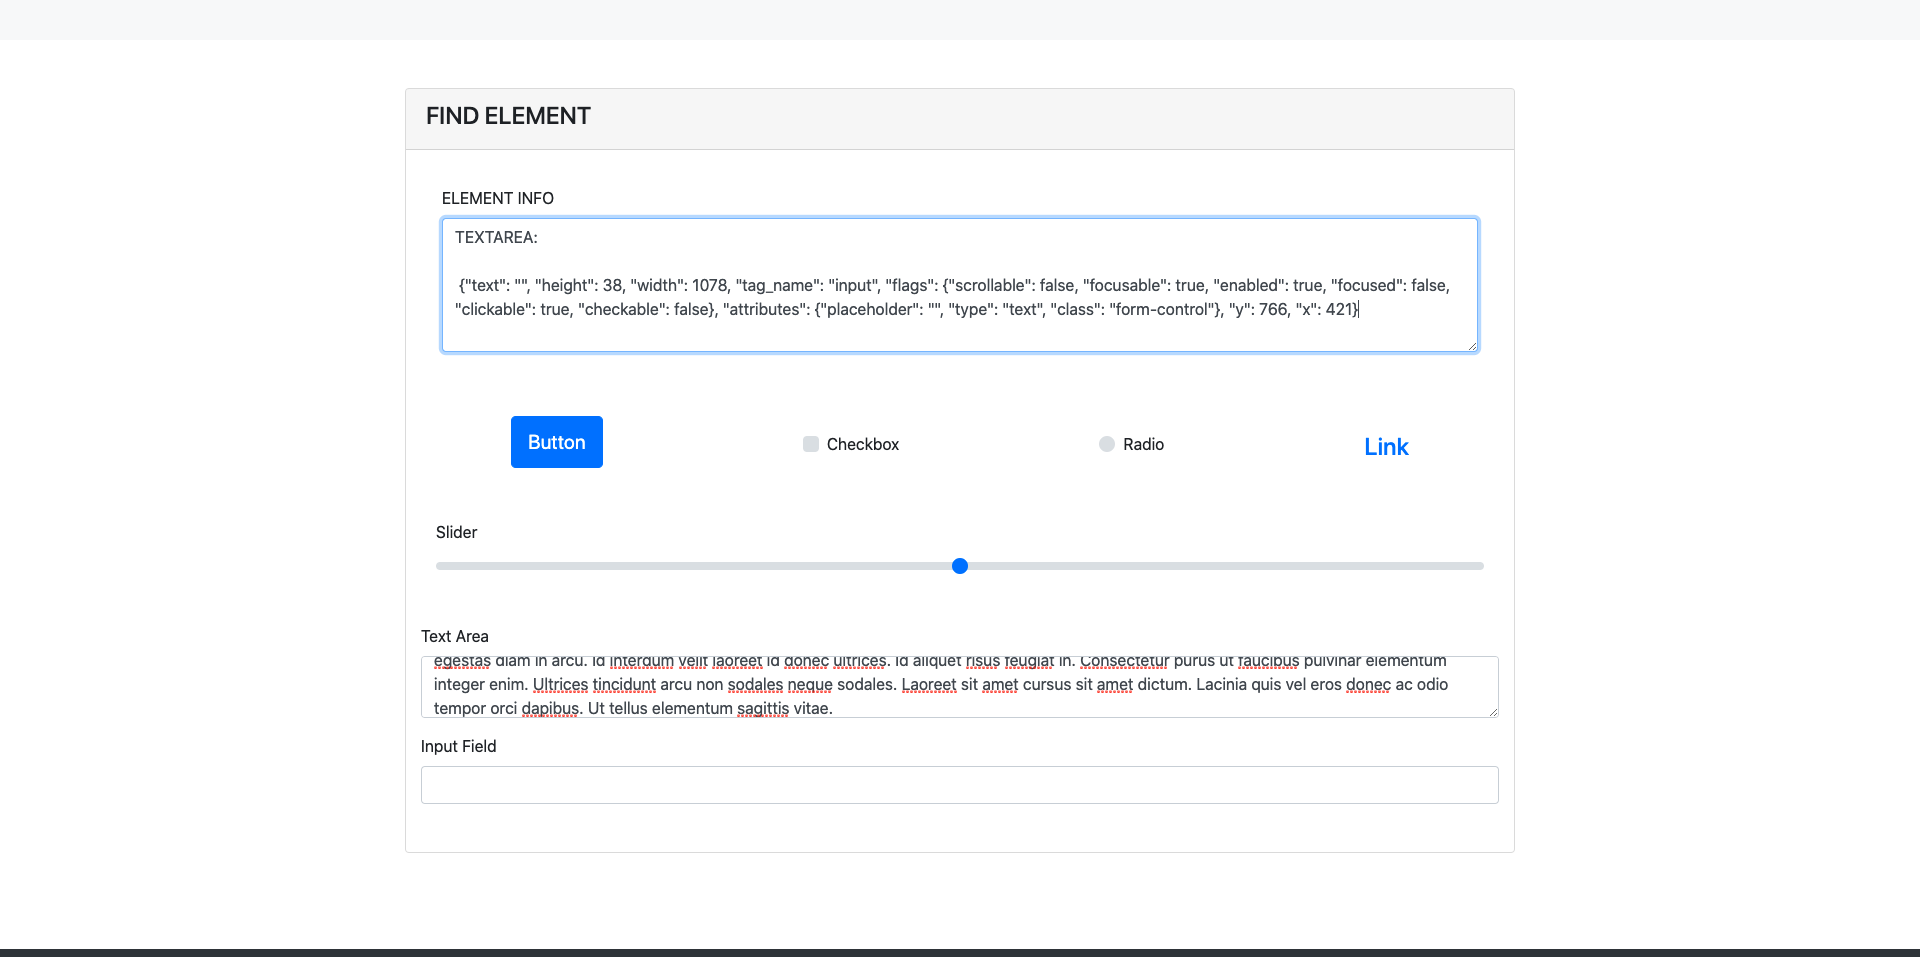 FIND ELEMENT
ELEMENT INFO
TEXTAREA:
{"text": "", "height": 38, "width": 1078, "tag_name": "input", "flags": {"scrollable": false, "focusable": true, "enabled": true, "focused": false,
"clickable": true, "checkable": false}, "attributes": {"placeholder": "", "type": "text", "class": "form-control"}, "y": 766, "x": 421}
Button
Checkbox
Radio
Link
Slider
Text Area
egestas diam in arcu. Id interdum velit laoreet id donec ultrices. Id aliquet risus feugiat in. Consectetur purus ut faucibus pulvinar elementum
integer enim. Ultrices tincidunt arcu non sodales neque sodales. Laoreet sit amet cursus sit amet dictum. Lacinia quis vel eros donec ac odio
tempor orci dapibus. Ut tellus elementum sagittis vitae.
Input Field